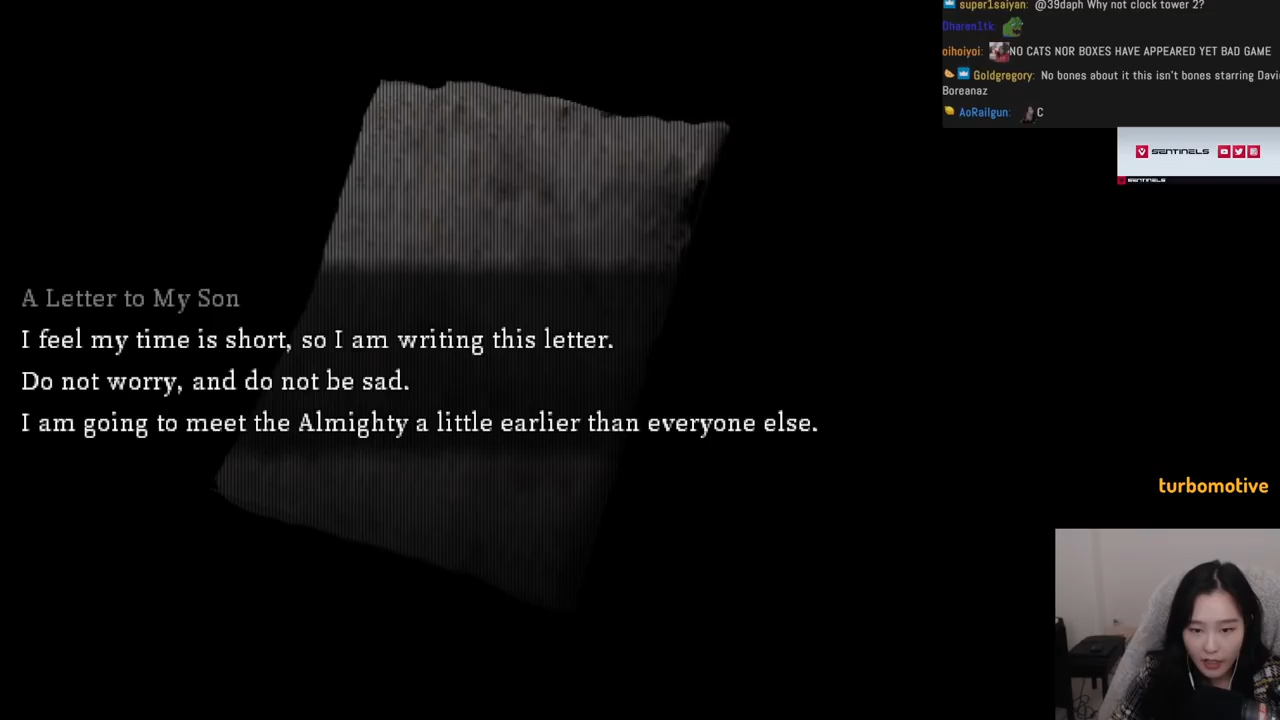 super1saiyan: @39daph Why not clock tower 2?
Dharen1tk:
oihoiyoi: NO CATS NOR BOXES HAVE APPEARED YET BAD GAME
Goldgregory: No bones about it this isn't bones starring Davi
Boreanaz
AoRailgun: C
SENTINELS
SENTINELS
A Letter to My Son
I feel my time is short, so I am writing this letter.
Do not worry, and do not be sad.
I am going to meet the Almighty a little earlier than everyone else.
turbomotive